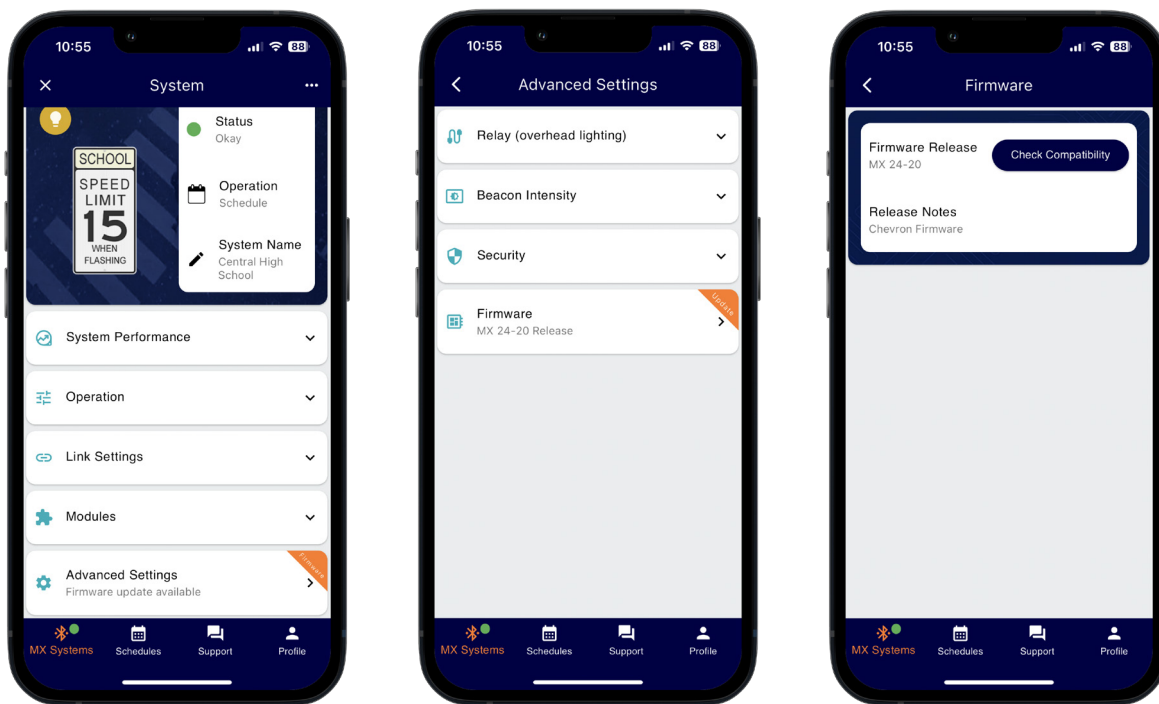 10:55
88
System
Status
Okay
SCHOOL
SPEED
LIMIT
15
WHEN
FLASHING
Operation
Schedule
System Name
Central High
School
System Performance
Operation
Link Settings
Modules
Advanced Settings
Firmware update available
Firmware
MX Systems
Schedules
Support
Profile
10:55
88
Advanced Settings
Relay (overhead lighting)
Beacon Intensity
Security
Firmware
MX 24-20 Release
Update
MX Systems
Schedules
Support
Profile
10:55
88
Firmware
Firmware Release
MX 24-20
Check Compatibility
Release Notes
Chevron Firmware
MX Systems
Schedules
Support
Profile